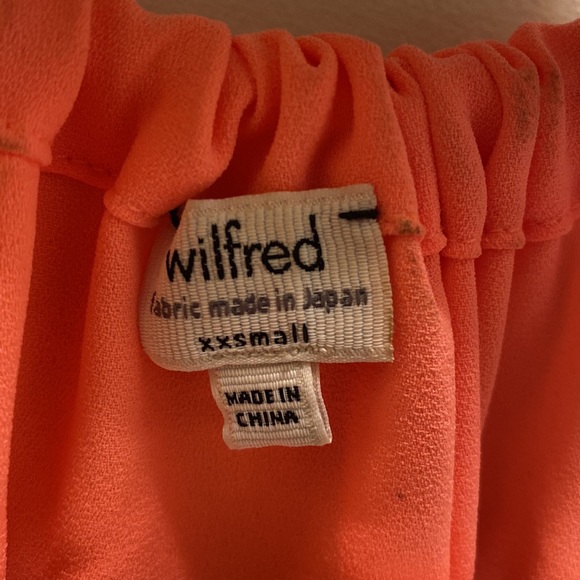 wilfred
fabric made in Japan
xxsmall
MADE IN
CHINA